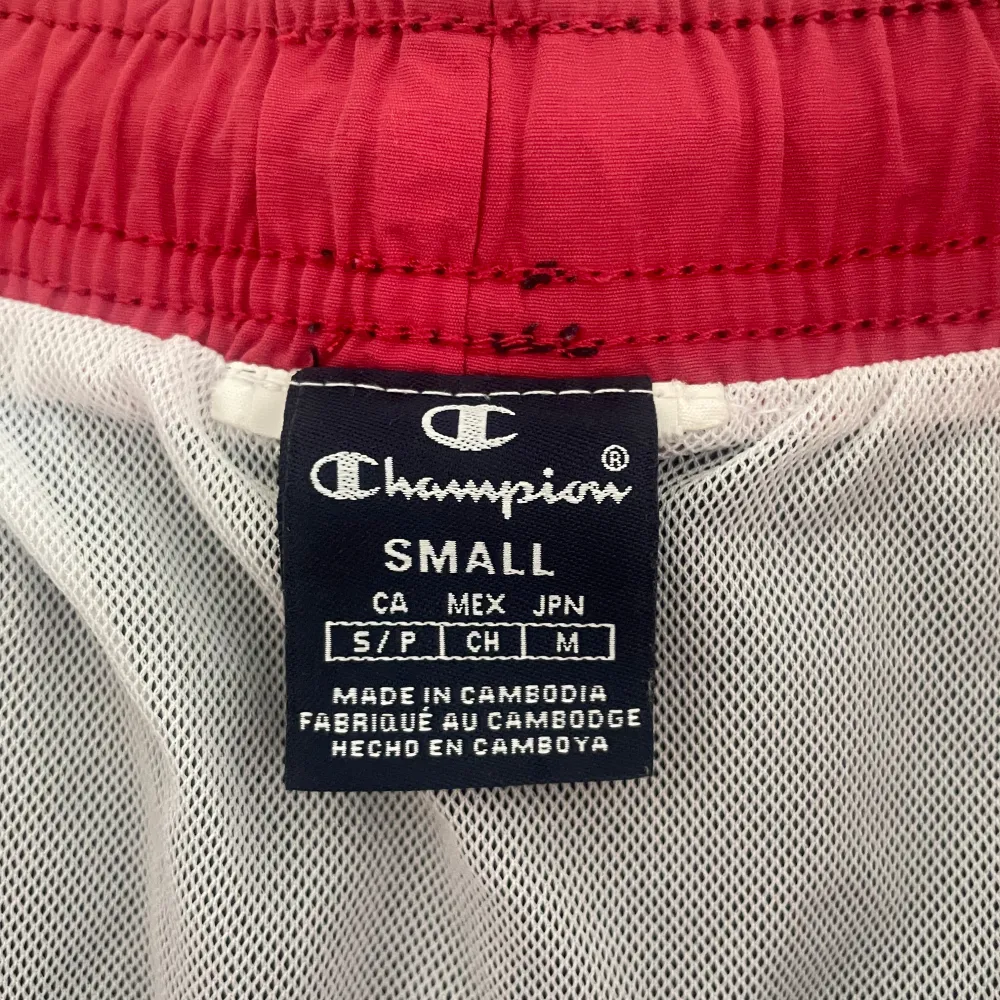 Champion®
SMALL
CA MEX JPN
S/P CH M
MADE IN CAMBODIA
FABRIQUÉ AU CAMBODGE
HECHO EN CAMBOYA